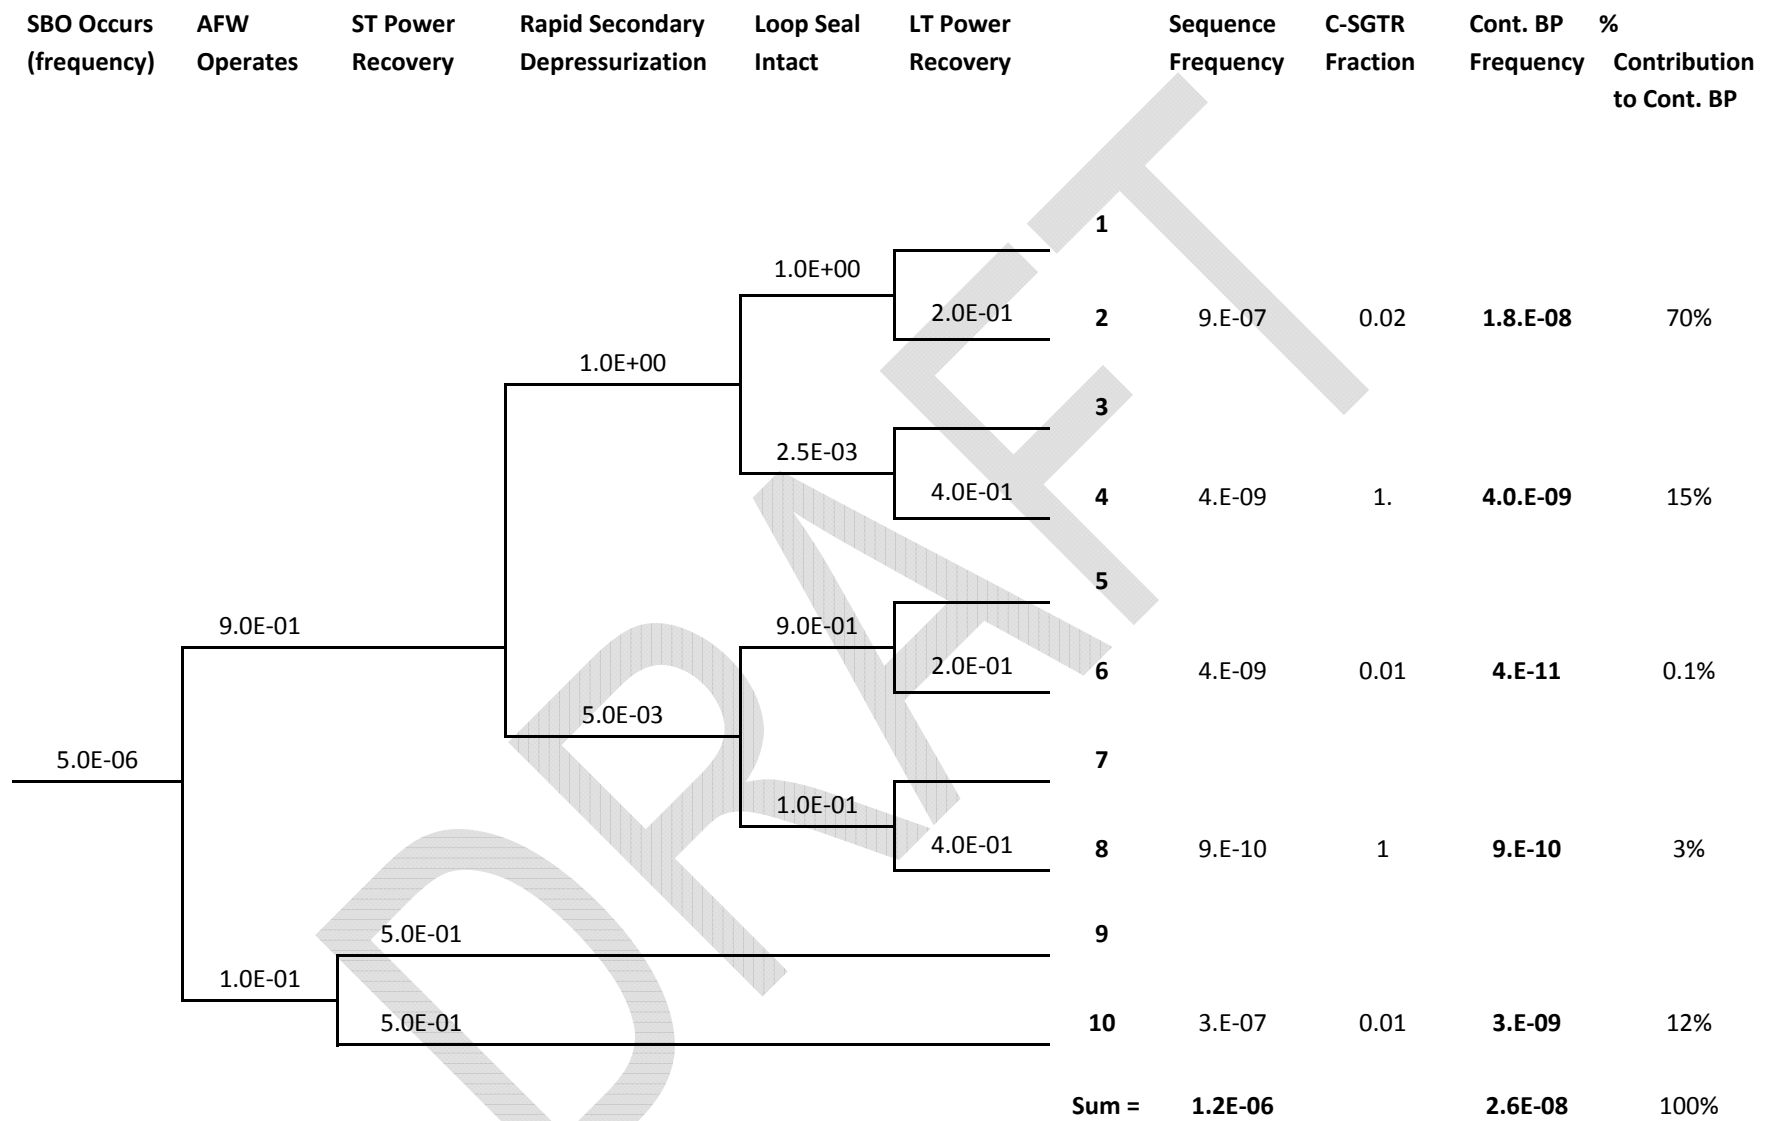 SBO Occurs AFW ST Power Rapid Secondary Loop Seal LT Power Sequence C-SGTR Cont. BP %
(frequency) Operates Recovery Depressurization Intact Recovery Frequency Fraction Frequency Contribution
to Cont. BP
1
1.0E+00
2.0E-01 2 9.E-07 0.02 1.8.E-08 70%
1.0E+00
3
2.5E-03
4.0E-01 4 4.E-09 1. 4.0.E-09 15%
5
9.0E-01 9.0E-01
2.0E-01 6 4.E-09 0.01 4.E-11 0.1%
5.0E-03
5.0E-06 7
1.0E-01
4.0E-01 8 9.E-10 1 9.E-10 3%
5.0E-01 9
1.0E-01
5.0E-01 10 3.E-07 0.01 3.E-09 12%
Sum = 1.2E-06 2.6E-08 100%
DRAFT